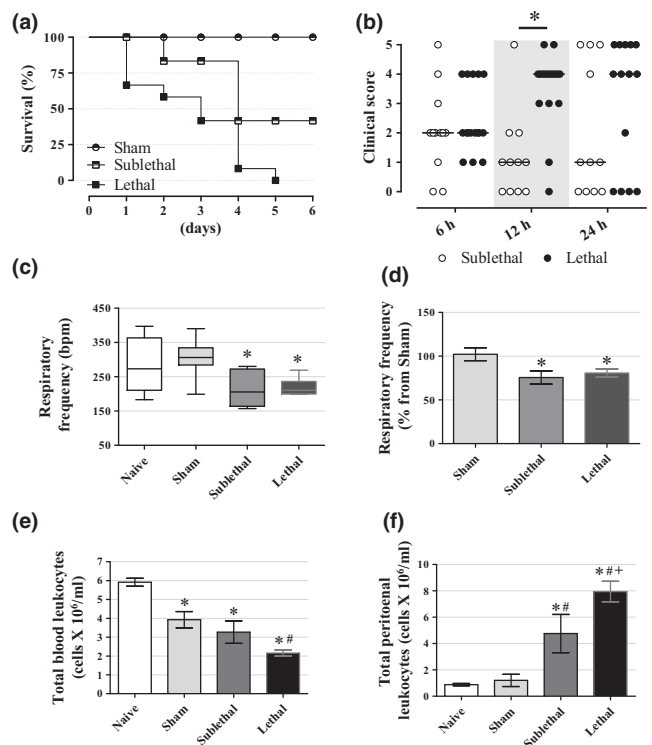 (a)
100
75
50
25
0
Survival (%)
Sham
Sublethal
Lethal
0 1 2 3 4 5 6
(days)
(b)
*
5
4
3
2
1
0
Clinical score
6 h 12 h 24 h
Sublethal Lethal
(c)
450
350
250
150
50
Respiratory
frequency (bpm)
* *
Naive Sham Sublethal Lethal
(d)
150
100
50
0
Respiratory frequency
(% from Sham)
* *
Sham Sublethal Lethal
(e)
7
6
5
4
3
2
1
0
Total blood leukocytes
(cells X 10⁶/ml)
* * *#
Naive Sham Sublethal Lethal
(f)
10
8
6
4
2
0
Total peritoenal
leukocytes (cells X 10⁶/ml)
*# *#+
Naive Sham Sublethal Lethal